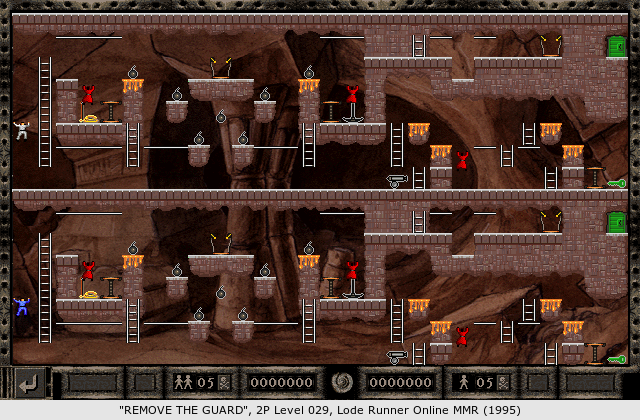 05 0000000 0000000 05
"REMOVE THE GUARD", 2P Level 029, Lode Runner Online MMR (1995)